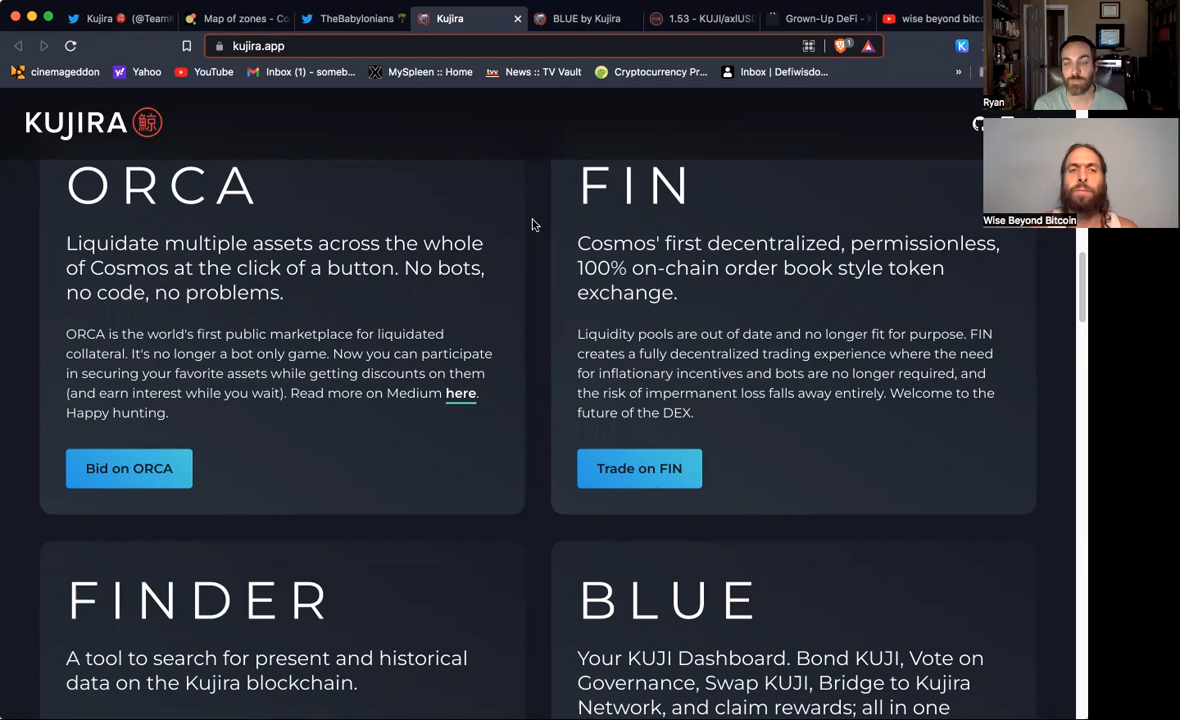 Kujira
(@TeamK
Map of zones - Co
TheBabylonians
Kujira
BLUE by Kujira
1.53 - KUJI/axlUSD
Grown-Up DeFi - K
wise beyond bitco
kujira.app
1
K
cinemageddon
Yahoo
YouTube
Inbox (1) - someb...
MySpleen :: Home
tvv
News :: TV Vault
Cryptocurrency Pr...
Inbox | Defiwisdo...
»
Ryan
KUJIRA 鯨
Wise Beyond Bitcoin
ORCA
Liquidate multiple assets across the whole
of Cosmos at the click of a button. No bots,
no code, no problems.
ORCA is the world's first public marketplace for liquidated
collateral. It's no longer a bot only game. Now you can participate
in securing your favorite assets while getting discounts on them
(and earn interest while you wait). Read more on Medium here.
Happy hunting.
Bid on ORCA
FIN
Cosmos' first decentralized, permissionless,
100% on-chain order book style token
exchange.
Liquidity pools are out of date and no longer fit for purpose. FIN
creates a fully decentralized trading experience where the need
for inflationary incentives and bots are no longer required, and
the risk of impermanent loss falls away entirely. Welcome to the
future of the DEX.
Trade on FIN
FINDER
A tool to search for present and historical
data on the Kujira blockchain.
BLUE
Your KUJI Dashboard. Bond KUJI, Vote on
Governance, Swap KUJI, Bridge to Kujira
Network, and claim rewards; all in one